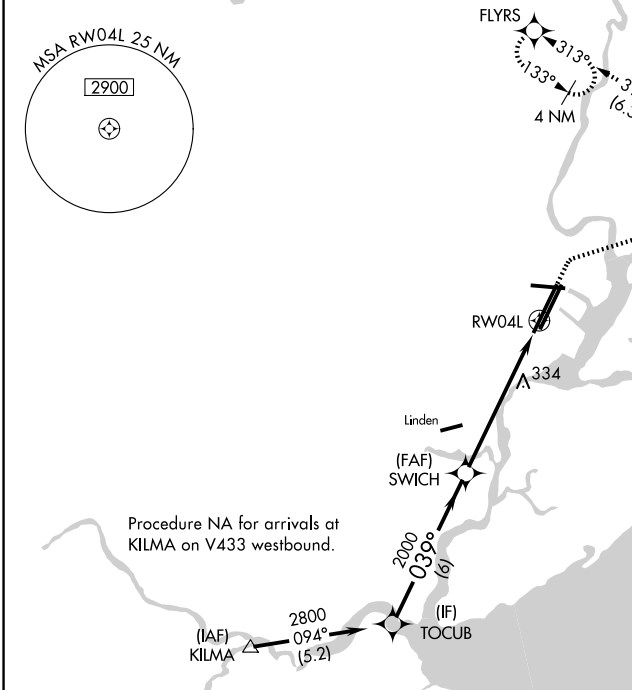 FLYRS
MSA RW04L 25 NM
313°
133°
2900
4 NM
RW04L
334
Linden
(FAF)
SWICH
Procedure NA for arrivals at
KILMA on V433 westbound.
2000
039°
(6)
2800
094°
(5.2)
(IAF)
KILMA
(IF)
TOCUB